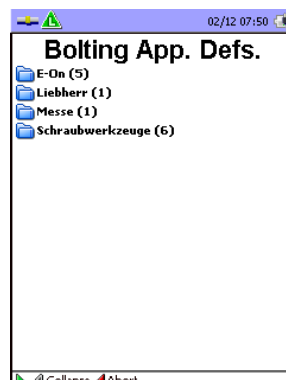 L 02/12 07:50
Bolting App. Defs.
E-On (5)
Liebherr (1)
Messe (1)
Schraubwerkzeuge (6)
Collapse Abort